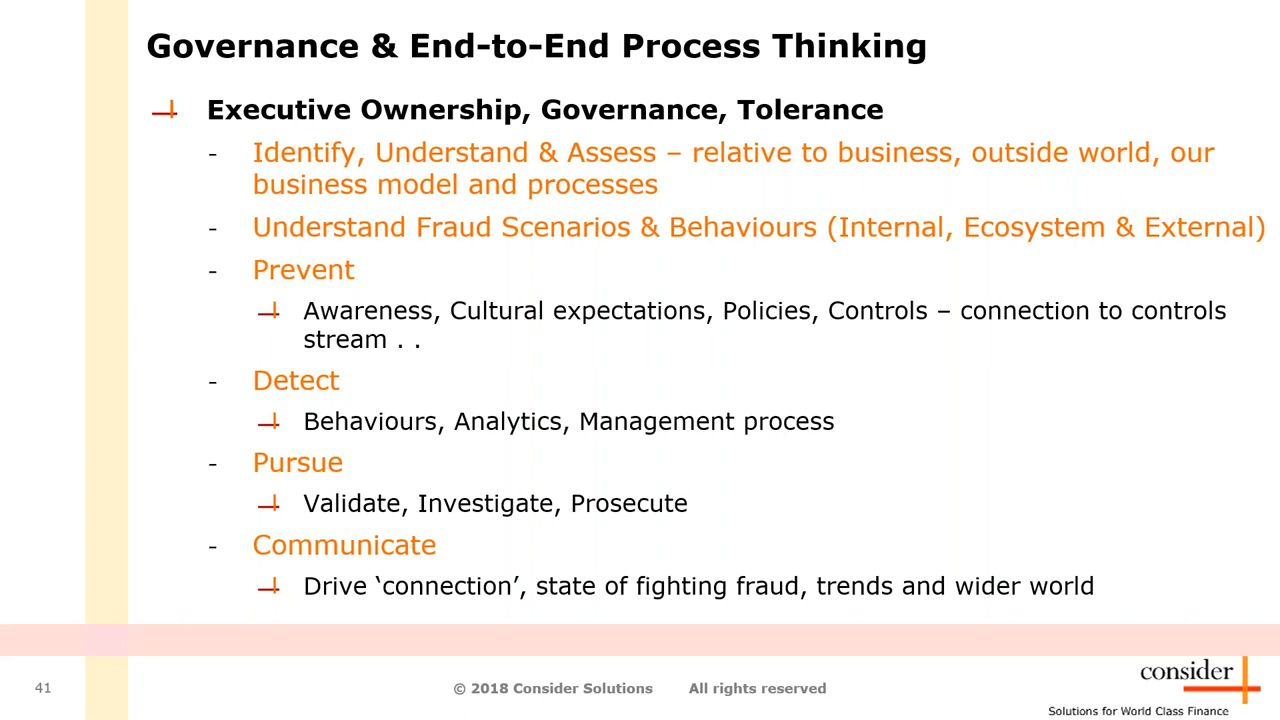 Governance & End-to-End Process Thinking
Executive Ownership, Governance, Tolerance
- Identify, Understand & Assess – relative to business, outside world, our
business model and processes
- Understand Fraud Scenarios & Behaviours (Internal, Ecosystem & External)
- Prevent
Awareness, Cultural expectations, Policies, Controls – connection to controls
stream . .
- Detect
Behaviours, Analytics, Management process
- Pursue
Validate, Investigate, Prosecute
- Communicate
Drive ‘connection’, state of fighting fraud, trends and wider world
41
© 2018 Consider Solutions All rights reserved
consider
Solutions for World Class Finance